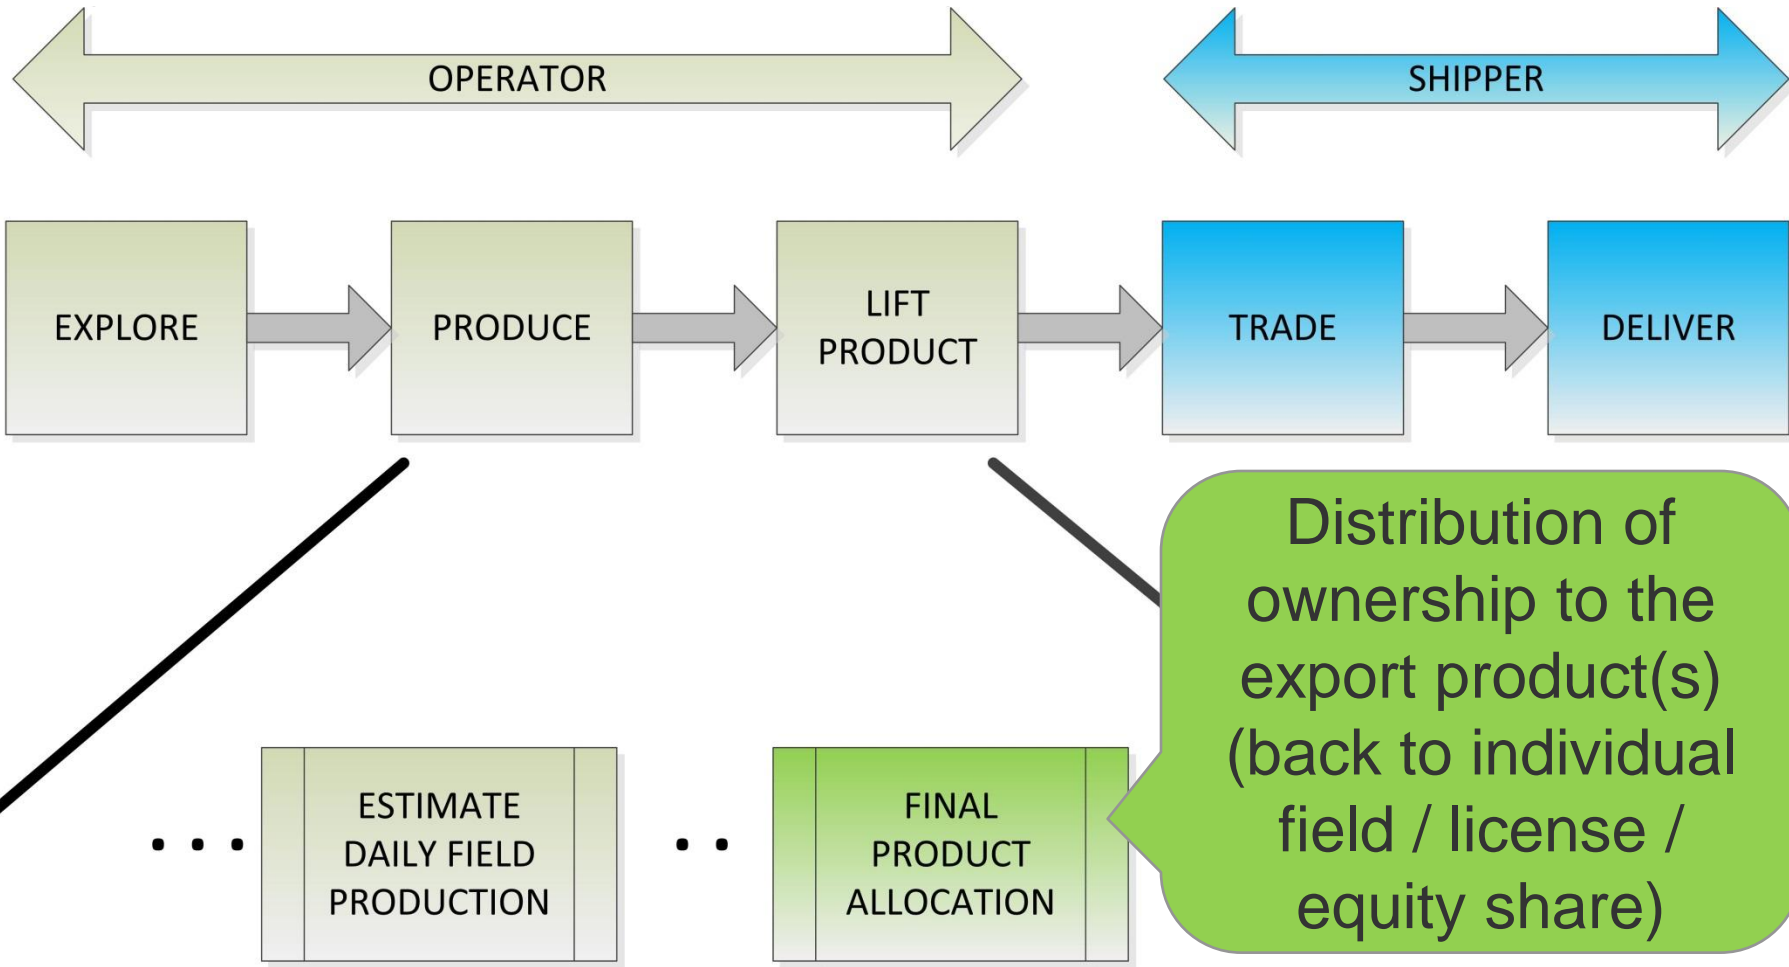 OPERATOR
SHIPPER
EXPLORE
PRODUCE
LIFT
PRODUCT
TRADE
DELIVER
. . .
ESTIMATE
DAILY FIELD
PRODUCTION
. .
FINAL
PRODUCT
ALLOCATION
Distribution of
ownership to the
export product(s)
(back to individual
field / license /
equity share)